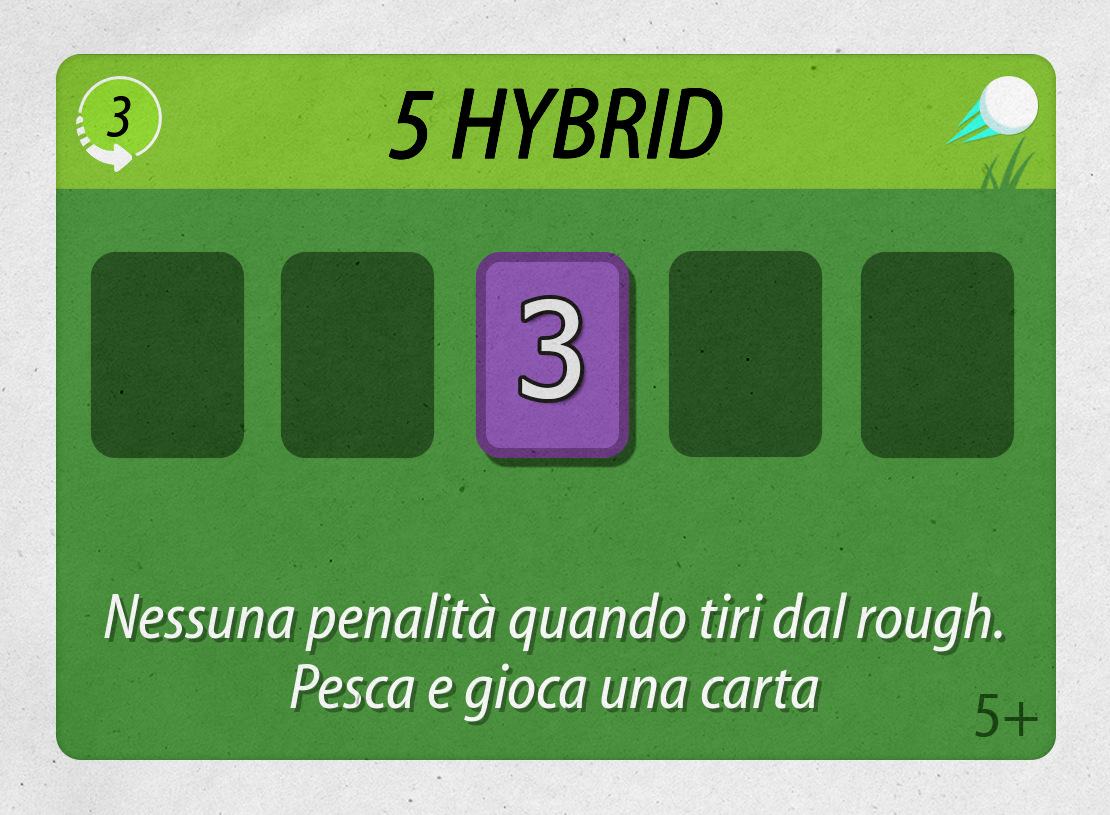 3
5 HYBRID
3
Nessuna penalità quando tiri dal rough.
Pesca e gioca una carta
5+